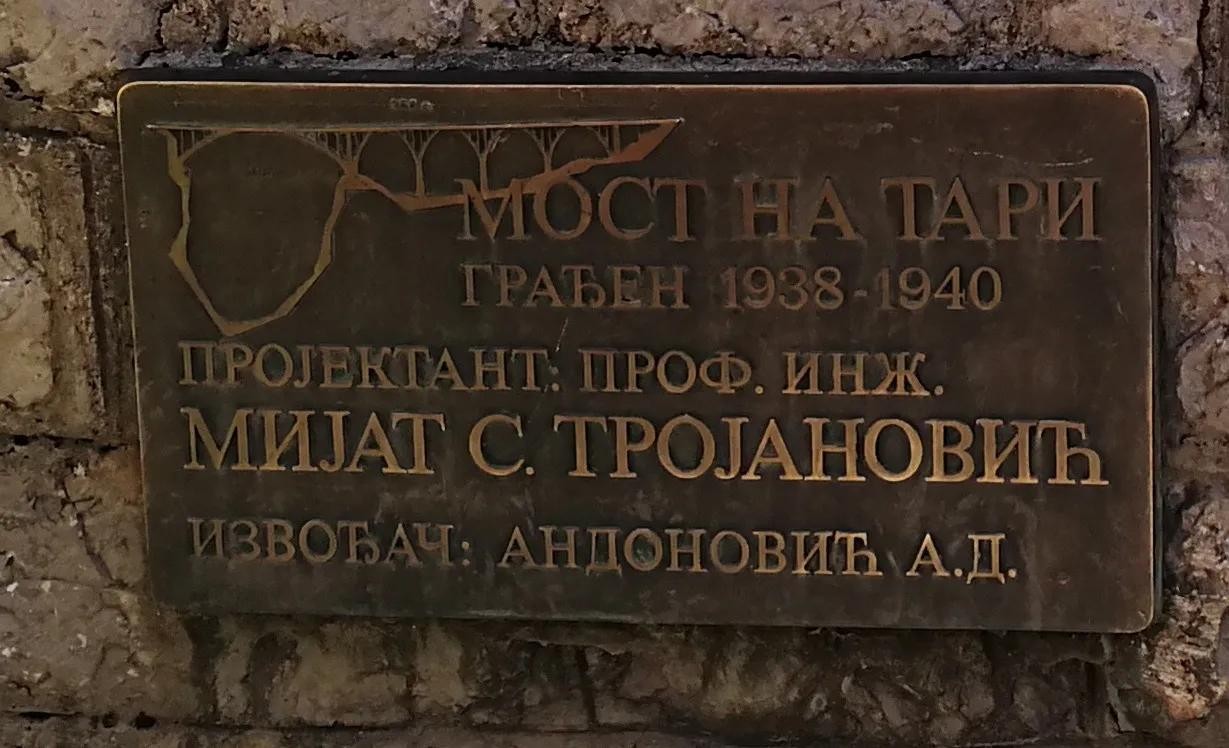 МОСТ НА ТАРИ
ГРАЂЕН 1938-1940
ПРОЈЕКТАНТ: ПРОФ. ИНЖ.
МИЈАТ С. ТРОЈАНОВИЋ
ИЗВОЂАЧ: АНДОНОВИЋ А.Д.